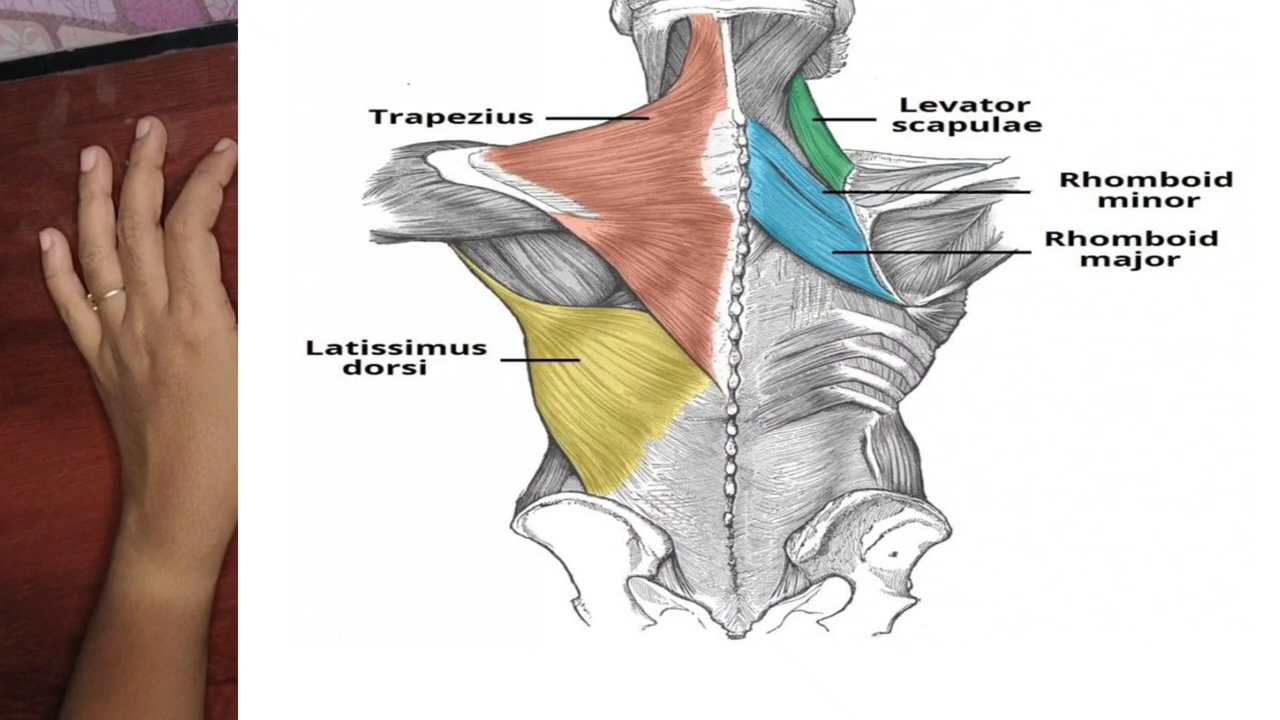 Trapezius
Levator
scapulae
Rhomboid
minor
Rhomboid
major
Latissimus
dorsi